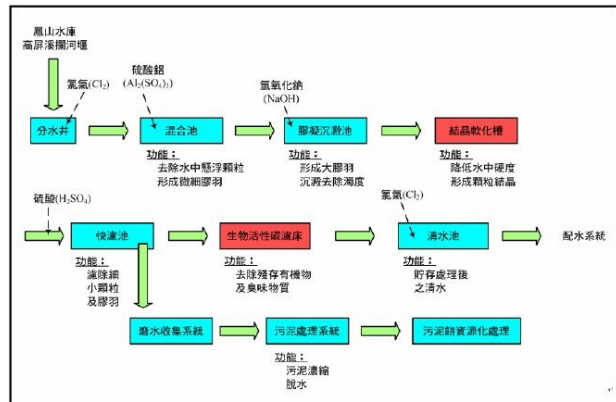 鳳山水庫
高屏溪攔河堰
氯氣(Cl₂)
硫酸鋁
(Al₂(SO₄)₃)
氫氧化鈉
(NaOH)
分水井
混合池
膠凝沉澱池
結晶軟化槽
功能：
去除水中懸浮顆粒
形成微細膠羽
功能：
形成大膠羽
沉澱去除濁度
功能：
降低水中硬度
形成顆粒結晶
硫酸(H₂SO₄)
氯氣(Cl₂)
快濾池
生物活性碳濾床
清水池
配水系統
功能：
濾除細
小顆粒
及膠羽
功能：
去除殘存有機物
及臭味物質
功能：
貯存處理後
之清水
廢水收集系統
污泥處理系統
污泥餅資源化處理
功能：
污泥濃縮
脫水